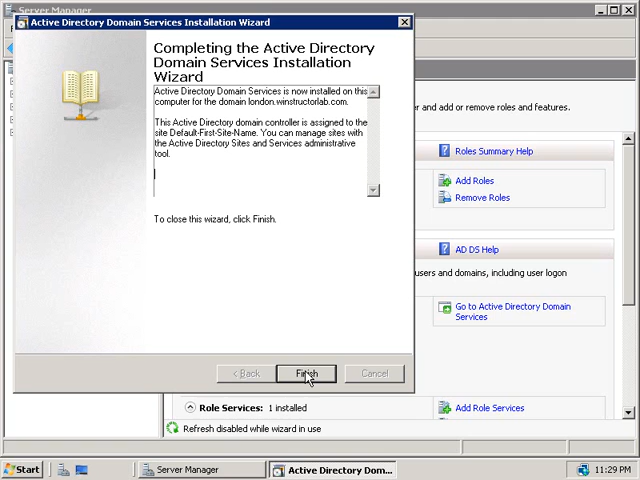 Server Manager
Active Directory Domain Services Installation Wizard
Completing the Active Directory
Domain Services Installation
Wizard
Active Directory Domain Services is now installed on this
computer for the domain london.winstructorlab.com.
This Active Directory domain controller is assigned to the
site Default-First-Site-Name. You can manage sites with
the Active Directory Sites and Services administrative
tool.
To close this wizard, click Finish.
< Back
Finish
Cancel
er and add or remove roles and features.
Roles Summary Help
Add Roles
Remove Roles
AD DS Help
users and domains, including user logon
Go to Active Directory Domain
Services
Role Services: 1 installed
Add Role Services
Refresh disabled while wizard in use
Start
Server Manager
Active Directory Dom...
11:29 PM